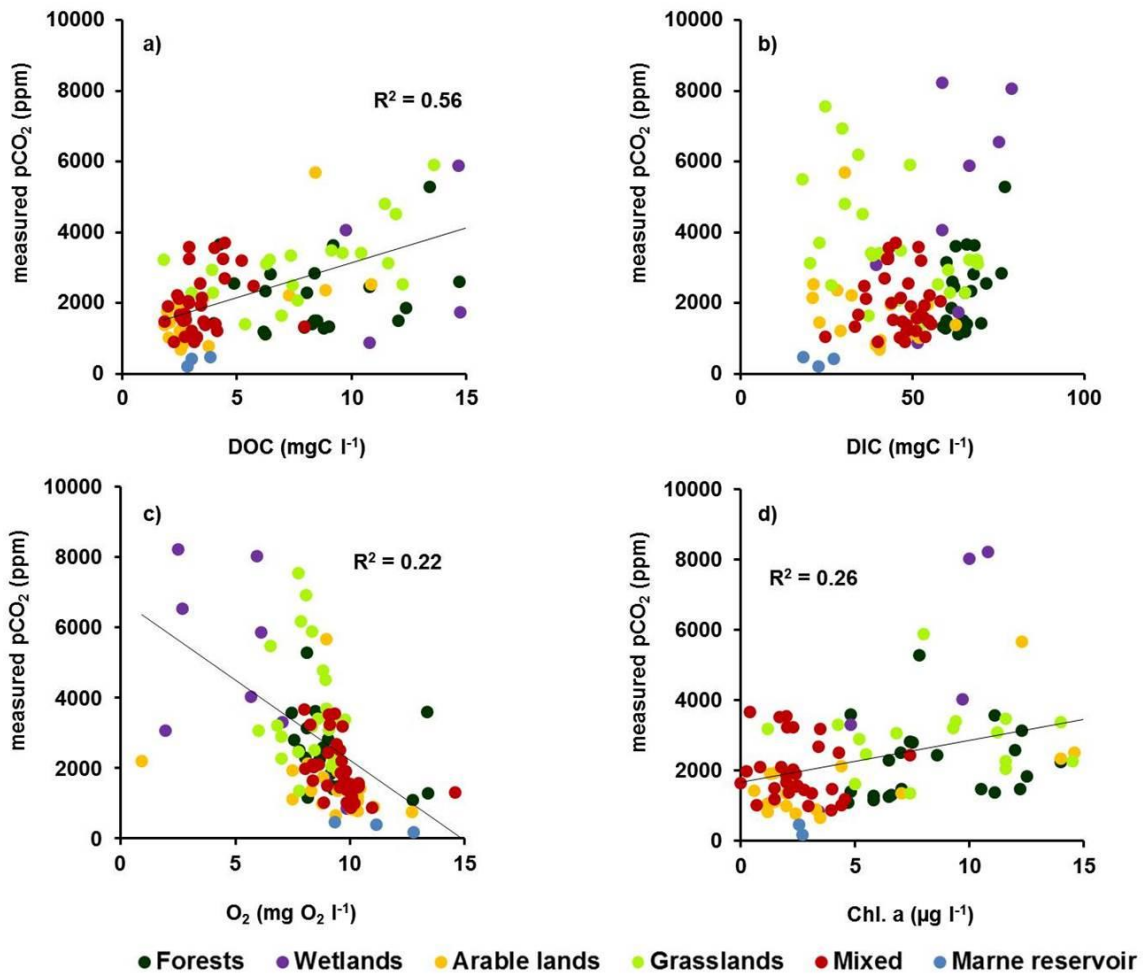 10000
a)
8000
R² = 0.56
6000
4000
2000
0
0 5 10 15
measured pCO₂ (ppm)
DOC (mgC l⁻¹)
10000
b)
8000
6000
4000
2000
0
0 50 100
measured pCO₂ (ppm)
DIC (mgC l⁻¹)
10000
c)
8000
R² = 0.22
6000
4000
2000
0
0 5 10 15
measured pCO₂ (ppm)
O₂ (mg O₂ l⁻¹)
10000
d)
8000
R² = 0.26
6000
4000
2000
0
0 5 10 15
measured pCO₂ (ppm)
Chl. a (µg l⁻¹)
Forests Wetlands Arable lands Grasslands Mixed Marne reservoir